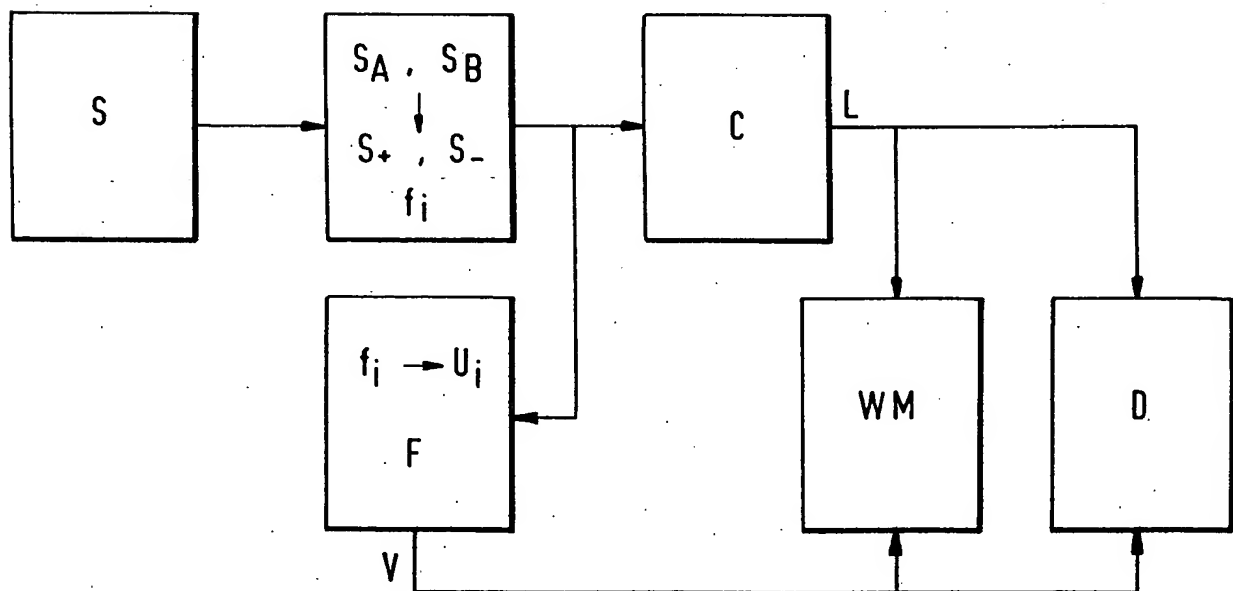 S
S_A , S_B
S_+ , S_-
f_i
C
L
f_i → U_i
F
WM
D
V